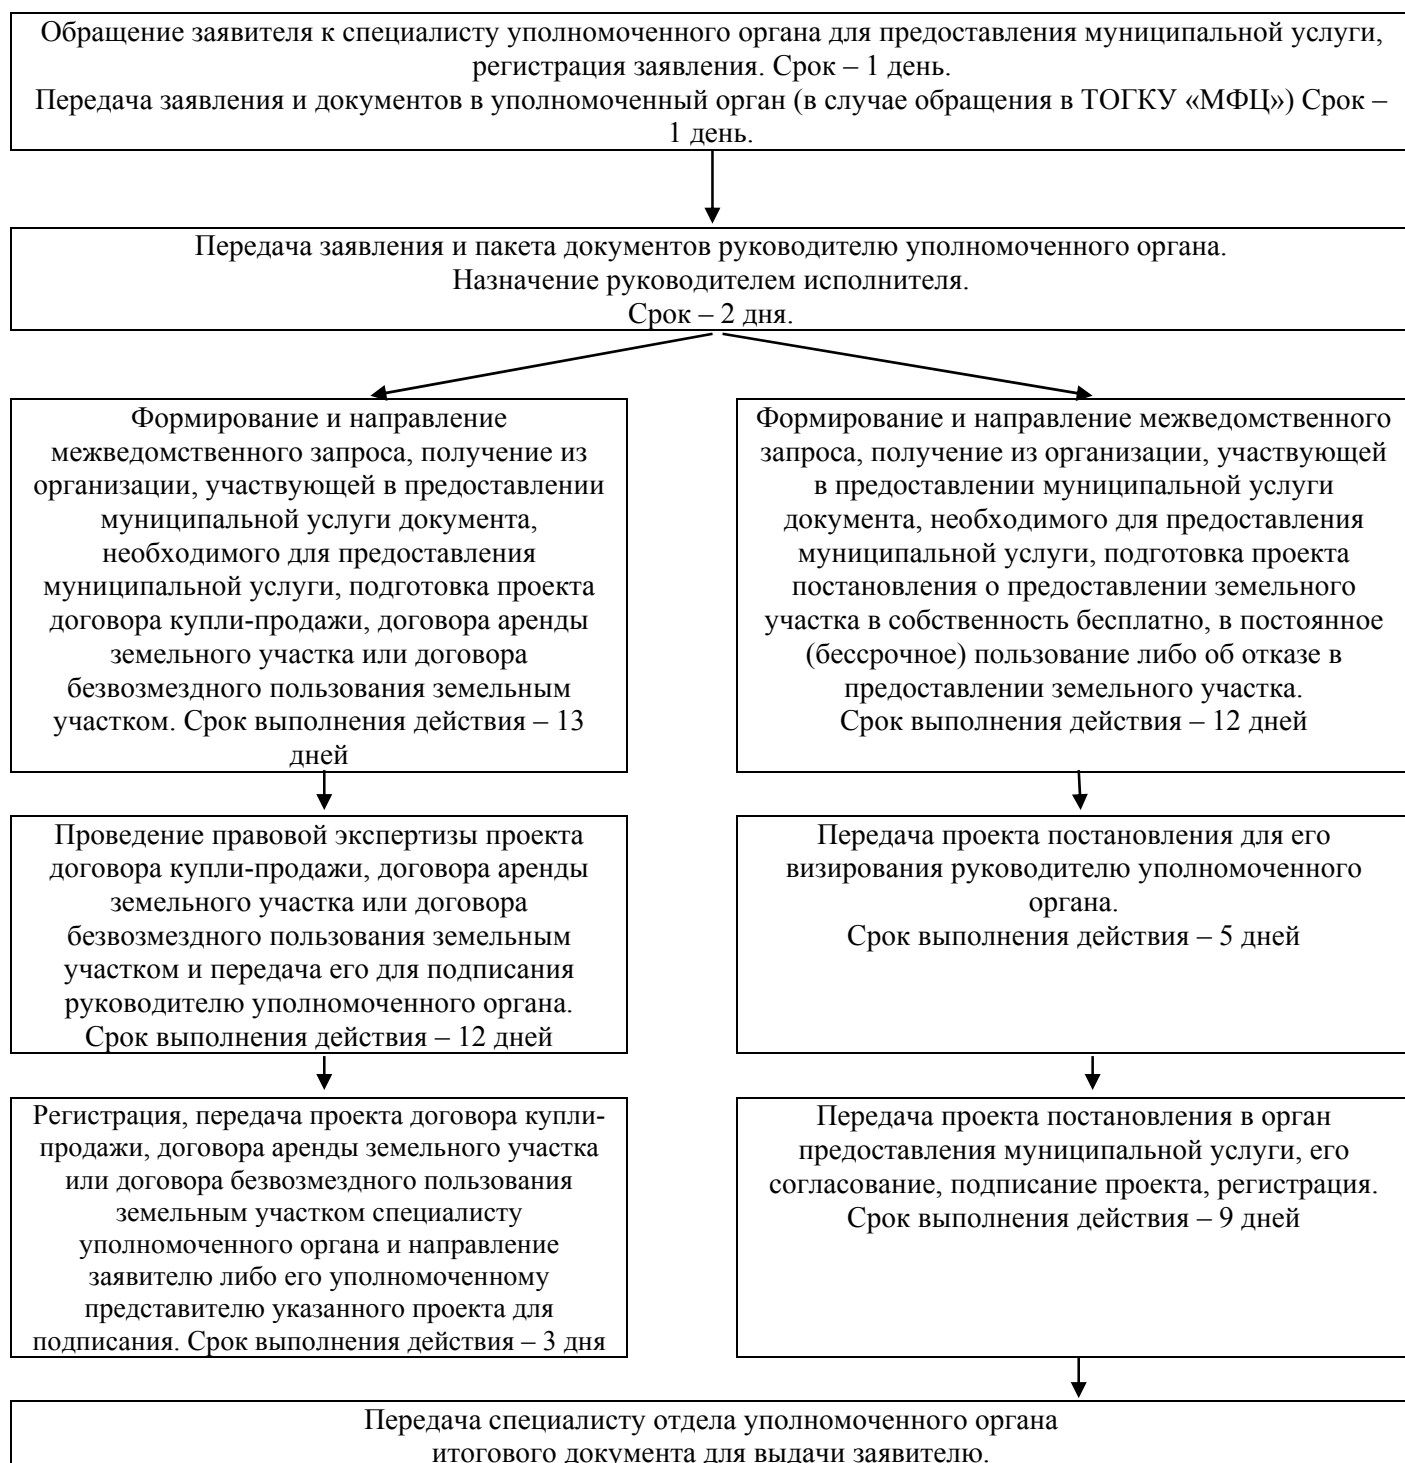 Обращение заявителя к специалисту уполномоченного органа для предоставления муниципальной услуги,
регистрация заявления. Срок – 1 день.
Передача заявления и документов в уполномоченный орган (в случае обращения в ТОГКУ «МФЦ») Срок –
1 день.
Передача заявления и пакета документов руководителю уполномоченного органа.
Назначение руководителем исполнителя.
Срок – 2 дня.
Формирование и направление
межведомственного запроса, получение из
организации, участвующей в предоставлении
муниципальной услуги документа,
необходимого для предоставления
муниципальной услуги, подготовка проекта
договора купли-продажи, договора аренды
земельного участка или договора
безвозмездного пользования земельным
участком. Срок выполнения действия – 13
дней
Формирование и направление межведомственного
запроса, получение из организации, участвующей
в предоставлении муниципальной услуги
документа, необходимого для предоставления
муниципальной услуги, подготовка проекта
постановления о предоставлении земельного
участка в собственность бесплатно, в постоянное
(бессрочное) пользование либо об отказе в
предоставлении земельного участка.
Срок выполнения действия – 12 дней
Проведение правовой экспертизы проекта
договора купли-продажи, договора аренды
земельного участка или договора
безвозмездного пользования земельным
участком и передача его для подписания
руководителю уполномоченного органа.
Срок выполнения действия – 12 дней
Передача проекта постановления для его
визирования руководителю уполномоченного
органа.
Срок выполнения действия – 5 дней
Регистрация, передача проекта договора купли-
продажи, договора аренды земельного участка
или договора безвозмездного пользования
земельным участком специалисту
уполномоченного органа и направление
заявителю либо его уполномоченному
представителю указанного проекта для
подписания. Срок выполнения действия – 3 дня
Передача проекта постановления в орган
предоставления муниципальной услуги, его
согласование, подписание проекта, регистрация.
Срок выполнения действия – 9 дней
Передача специалисту отдела уполномоченного органа
итогового документа для выдачи заявителю.